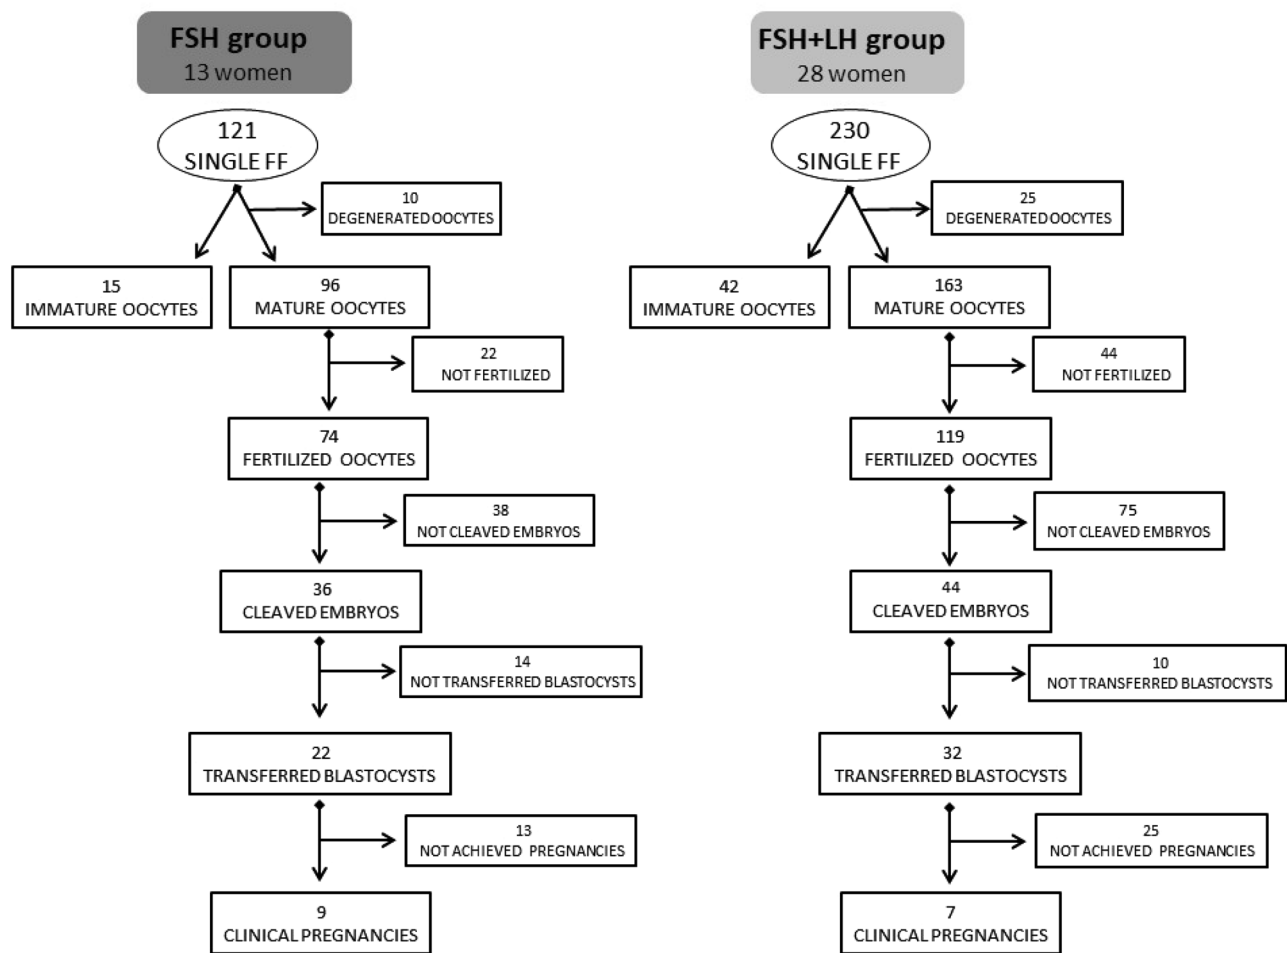 FSH group
13 women
121
SINGLE FF
10
DEGENERATED OOCYTES
15
IMMATURE OOCYTES
96
MATURE OOCYTES
22
NOT FERTILIZED
74
FERTILIZED OOCYTES
38
NOT CLEAVED EMBRYOS
36
CLEAVED EMBRYOS
14
NOT TRANSFERRED BLASTOCYSTS
22
TRANSFERRED BLASTOCYSTS
13
NOT ACHIEVED PREGNANCIES
9
CLINICAL PREGNANCIES
FSH+LH group
28 women
230
SINGLE FF
25
DEGENERATED OOCYTES
42
IMMATURE OOCYTES
163
MATURE OOCYTES
44
NOT FERTILIZED
119
FERTILIZED OOCYTES
75
NOT CLEAVED EMBRYOS
44
CLEAVED EMBRYOS
10
NOT TRANSFERRED BLASTOCYSTS
32
TRANSFERRED BLASTOCYSTS
25
NOT ACHIEVED PREGNANCIES
7
CLINICAL PREGNANCIES